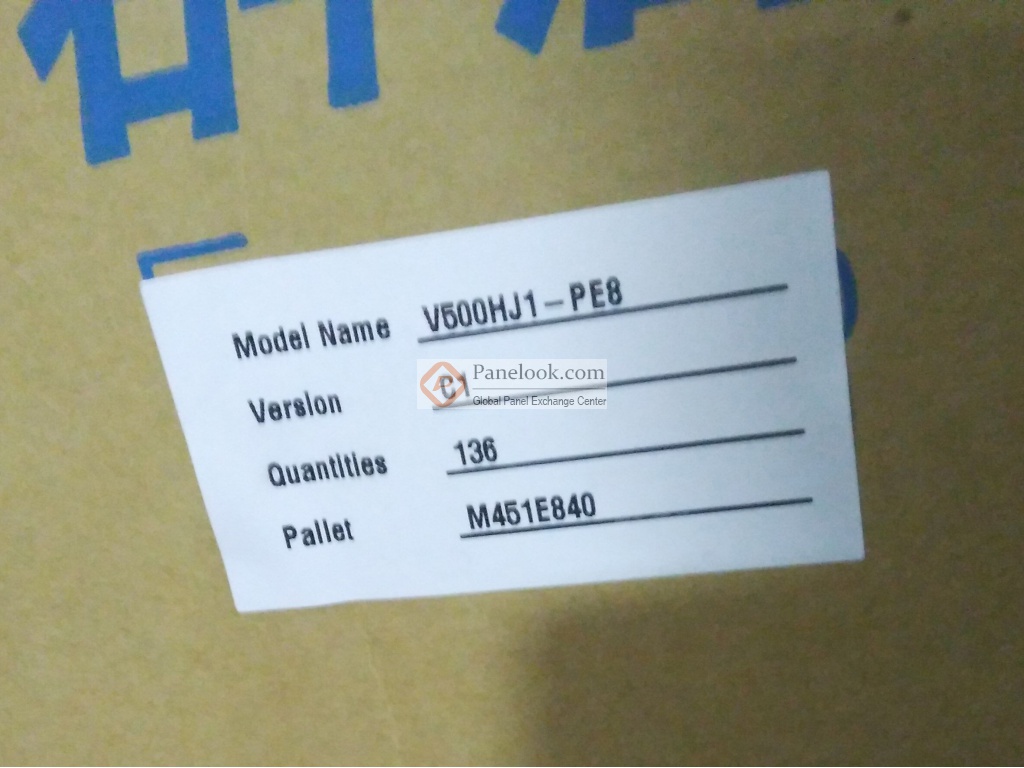 Model Name V500HJ1-PE8
Version C1
Panelook.com
Global Panel Exchange Center
Quantities 136
Pallet M451E840